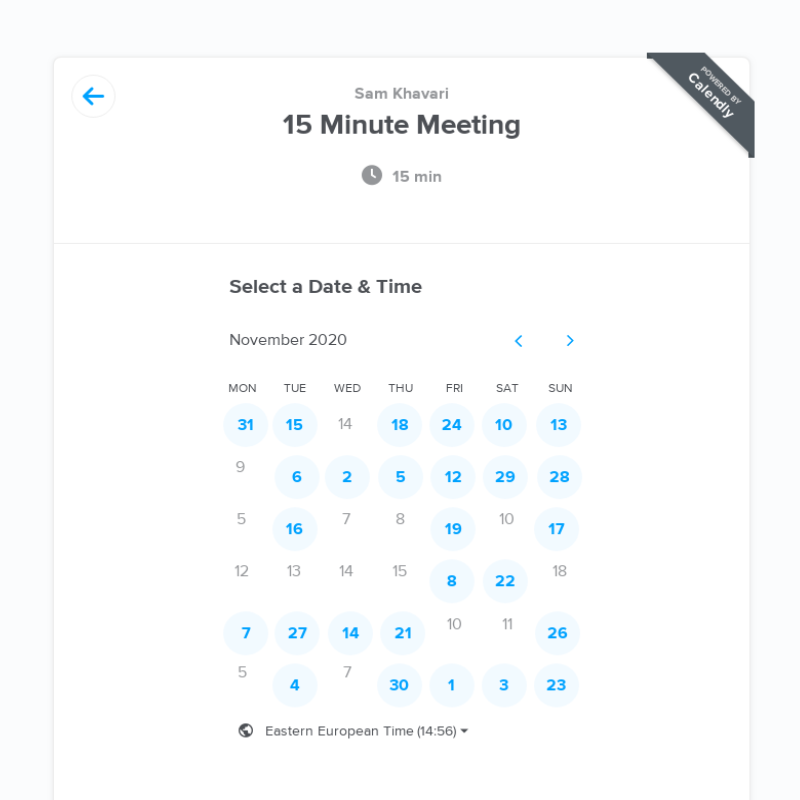 POWERED BY
Calendly
Sam Khavari
15 Minute Meeting
15 min
Select a Date & Time
November 2020
MON TUE WED THU FRI SAT SUN
31 15 14 18 24 10 13
9 6 2 5 12 29 28
5 16 7 8 19 10 17
12 13 14 15 8 22 18
7 27 14 21 10 11 26
5 4 7 30 1 3 23
Eastern European Time (14:56)